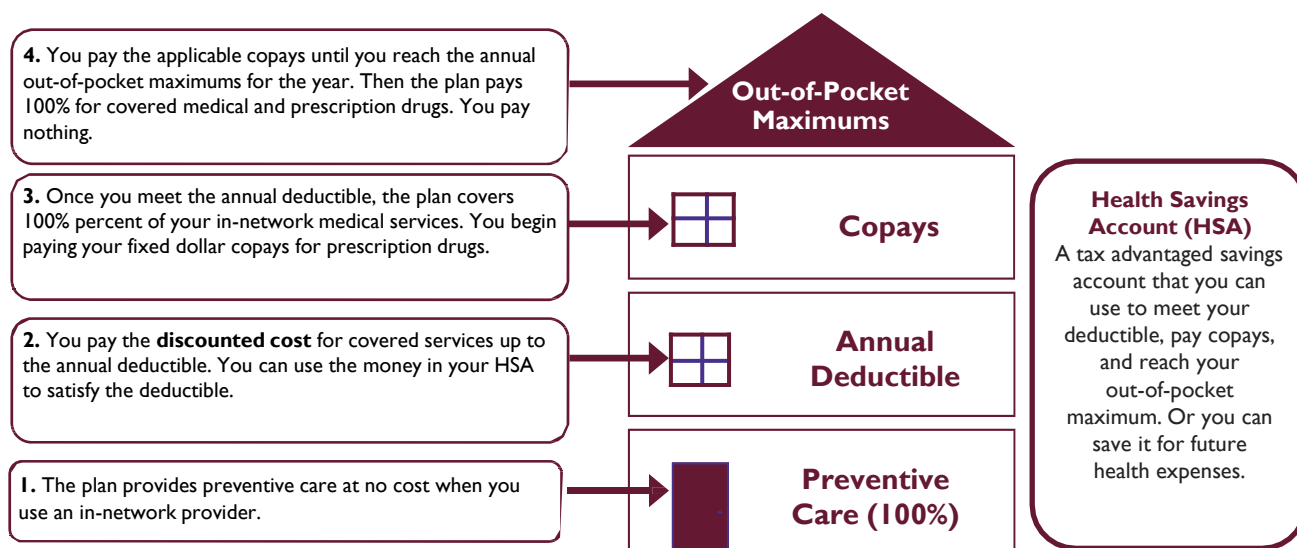 4. You pay the applicable copays until you reach the annual
out-of-pocket maximums for the year. Then the plan pays
100% for covered medical and prescription drugs. You pay
nothing.
Out-of-Pocket
Maximums
3. Once you meet the annual deductible, the plan covers
100% percent of your in-network medical services. You begin
paying your fixed dollar copays for prescription drugs.
Copays
2. You pay the discounted cost for covered services up to
the annual deductible. You can use the money in your HSA
to satisfy the deductible.
Annual
Deductible
1. The plan provides preventive care at no cost when you
use an in-network provider.
Preventive
Care (100%)
Health Savings
Account (HSA)
A tax advantaged savings
account that you can
use to meet your
deductible, pay copays,
and reach your
out-of-pocket
maximum. Or you can
save it for future
health expenses.